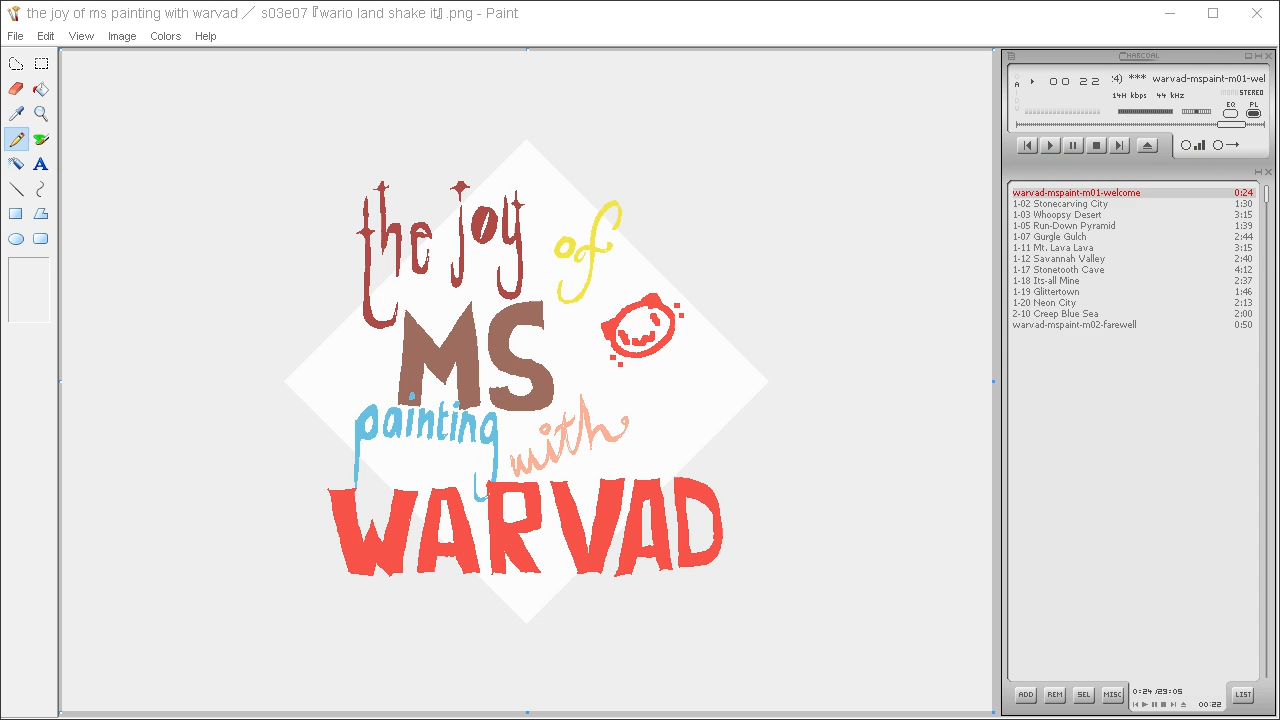 the joy of ms painting with warvad ／ s03e07『wario land shake it』.png - Paint
File Edit View Image Colors Help
the joy of
MS
painting with
WARVAD
CHARCOAL
00 22 :4) *** warvad-mspaint-m01-wel
14H kbps 44 kHz MONO STEREO
EQ PL
warvad-mspaint-m01-welcome 0:24
1-02 Stonecarving City 1:30
1-03 Whoopsy Desert 3:15
1-05 Run-Down Pyramid 1:39
1-07 Gurgle Gulch 2:44
1-11 Mt. Lava Lava 3:15
1-12 Savannah Valley 2:40
1-17 Stonetooth Cave 4:12
1-18 Its-all Mine 2:37
1-19 Glittertown 1:46
1-20 Neon City 2:13
2-10 Creep Blue Sea 2:00
warvad-mspaint-m02-farewell 0:50
ADD REM SEL MISC 0:24 /29:05 LIST
00:22